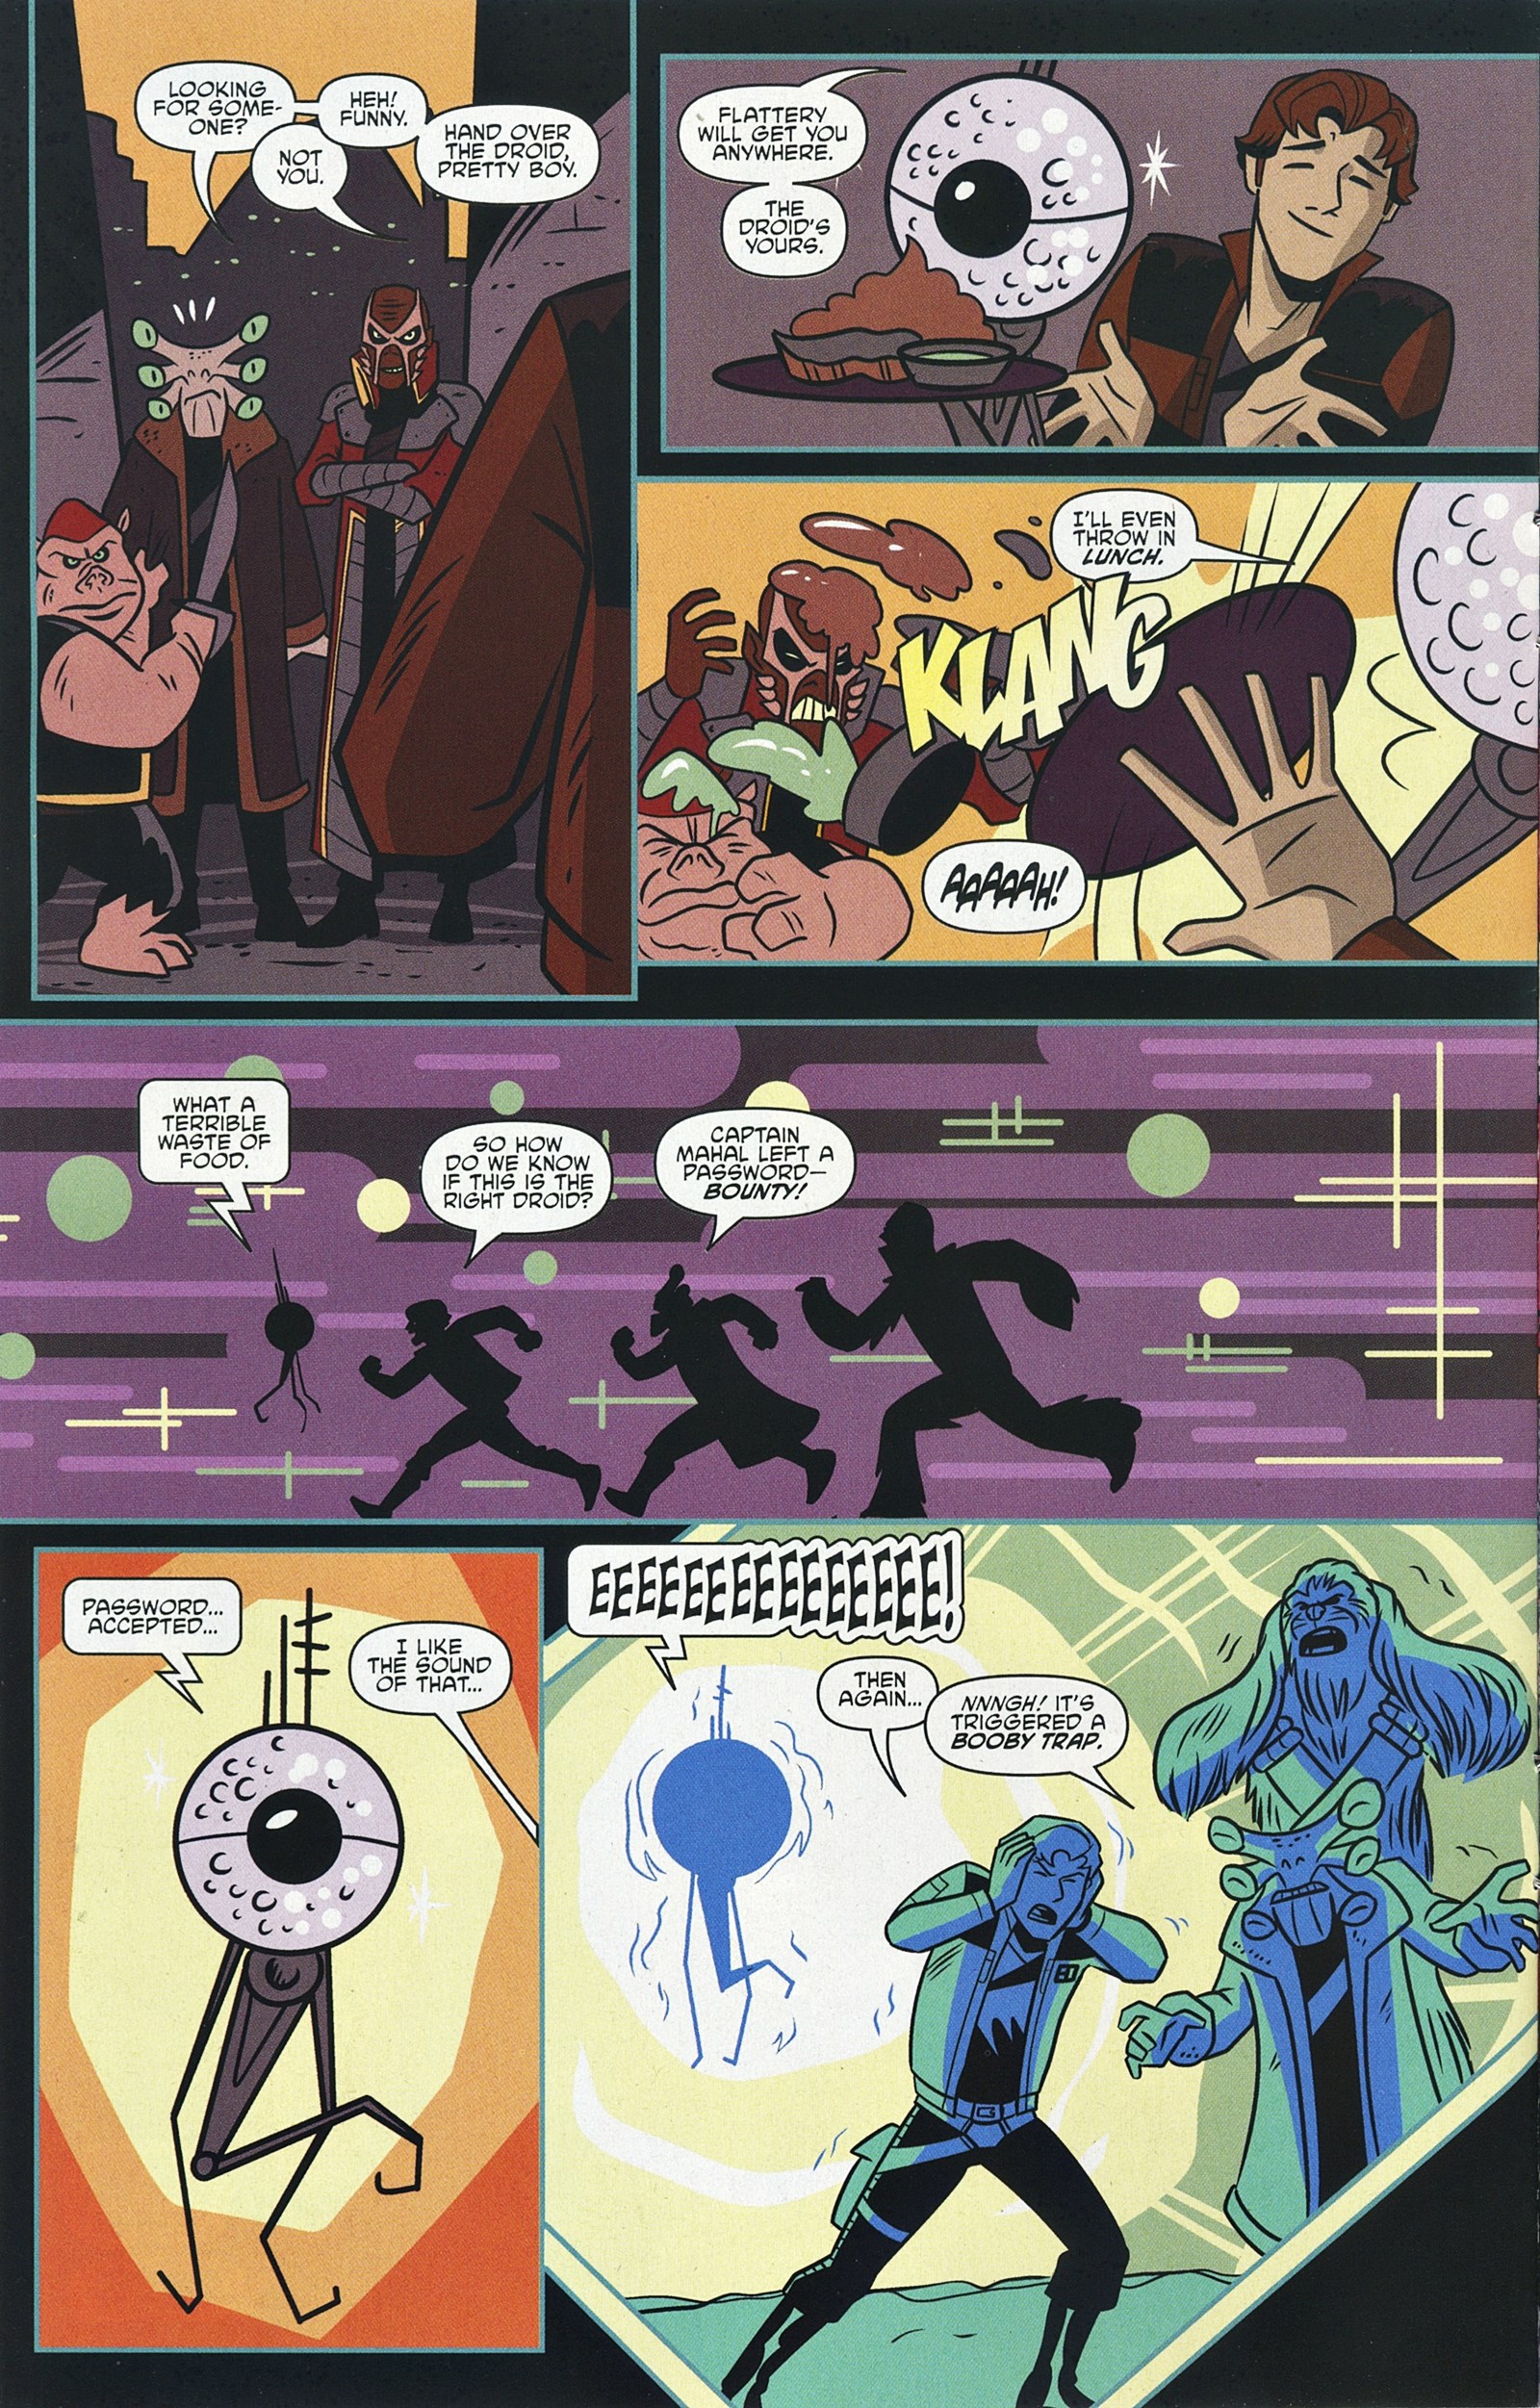 LOOKING
FOR SOME-
ONE?
NOT
YOU.
HEH!
FUNNY.
HAND OVER
THE DROID,
PRETTY BOY.
FLATTERY
WILL GET YOU
ANYWHERE.
THE
DROID'S
YOURS.
I'LL EVEN
THROW IN
LUNCH.
KLANG
AAAAAH!
WHAT A
TERRIBLE
WASTE OF
FOOD.
SO HOW
DO WE KNOW
IF THIS IS THE
RIGHT DROID?
CAPTAIN
MAHAL LEFT A
PASSWORD—
BOUNTY!
PASSWORD...
ACCEPTED...
I LIKE
THE SOUND
OF THAT...
EEEEEEEEEEEEEEE!
THEN
AGAIN...
NNNGH! IT'S
TRIGGERED A
BOOBY TRAP.